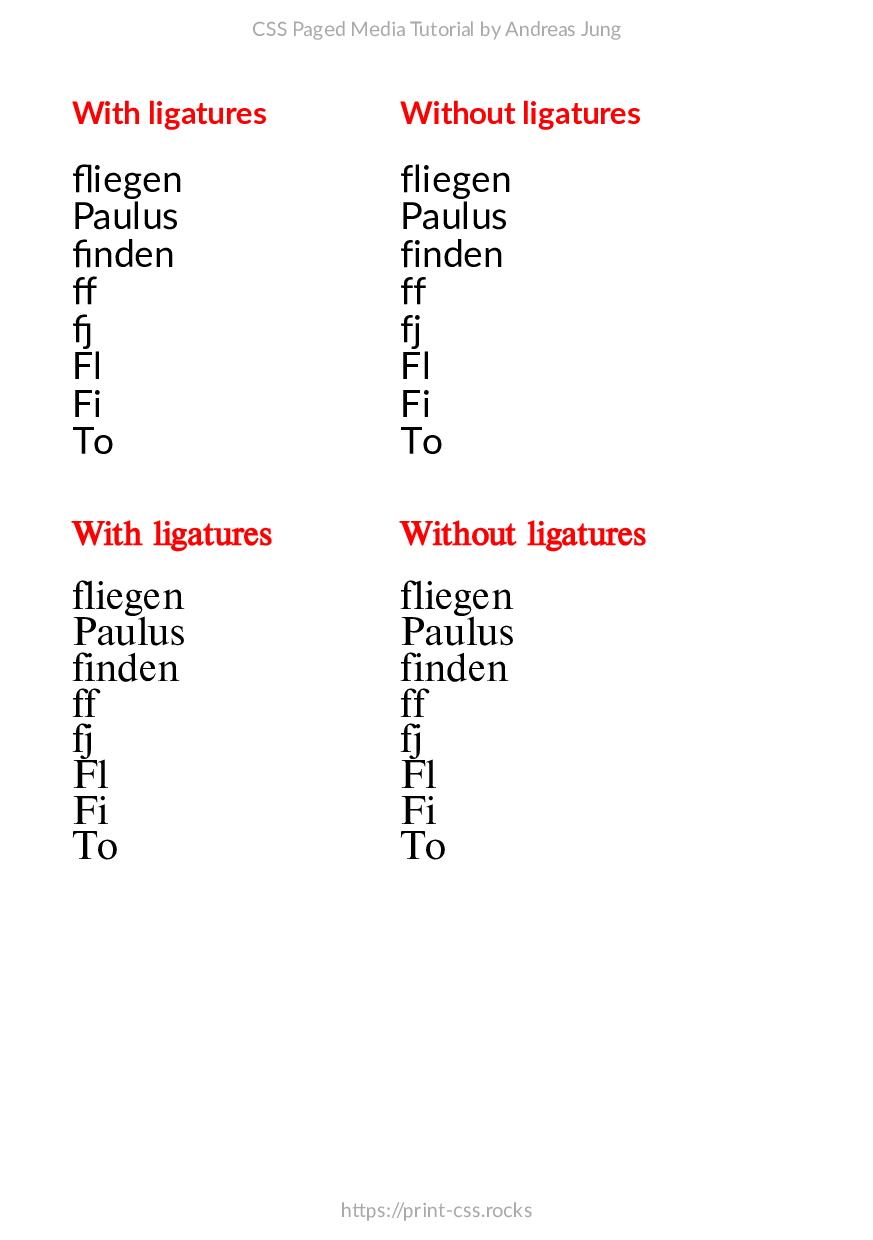 CSS Paged Media Tutorial by Andreas Jung
With ligatures
fliegen
Paulus
finden
ff
fj
Fl
Fi
To
Without ligatures
fliegen
Paulus
finden
ff
fj
Fl
Fi
To
With ligatures
fliegen
Paulus
finden
ff
fj
Fl
Fi
To
Without ligatures
fliegen
Paulus
finden
ff
fj
Fl
Fi
To
https://print-css.rocks